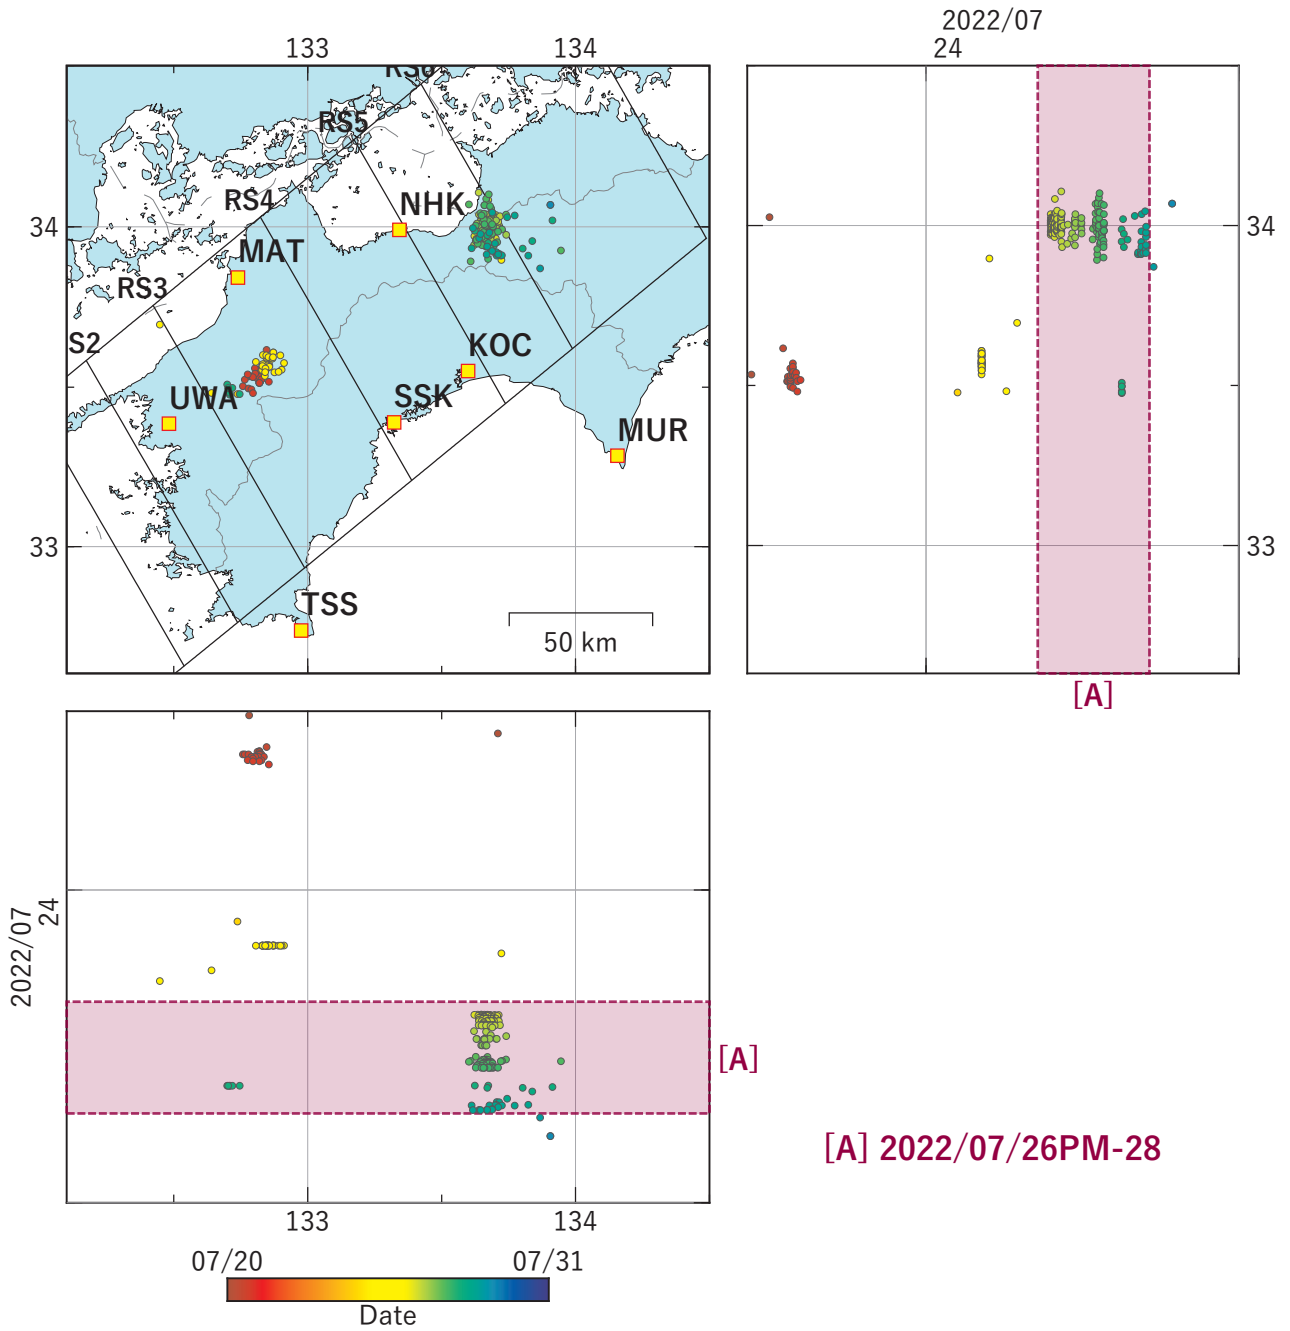 2022/07
133
134
24
RS6
RS5
RS4
NHK
34
MAT
34
RS3
S2
KOC
UWA
SSK
MUR
33
33
TSS
50 km
[A]
2022/07
24
[A]
[A] 2022/07/26PM-28
133
134
07/20
07/31
Date